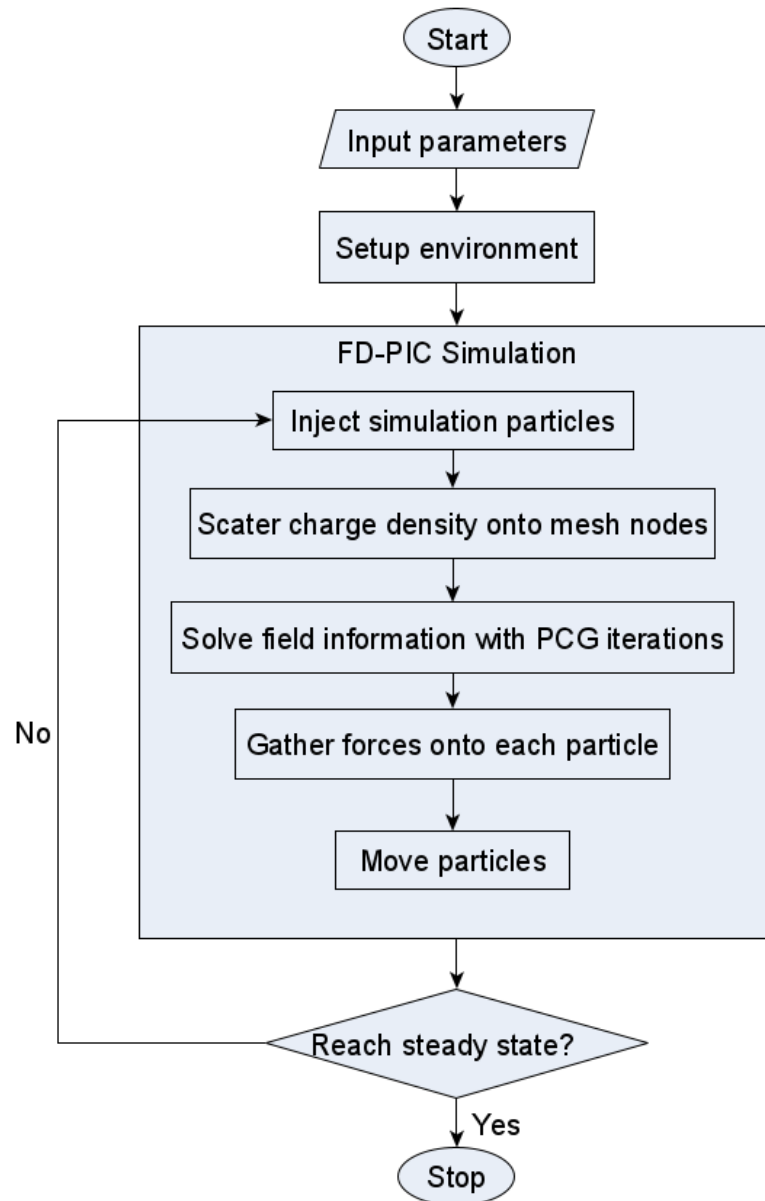 Start
Input parameters
Setup environment
FD-PIC Simulation
Inject simulation particles
Scater charge density onto mesh nodes
Solve field information with PCG iterations
Gather forces onto each particle
No
Move particles
Reach steady state?
Yes
Stop